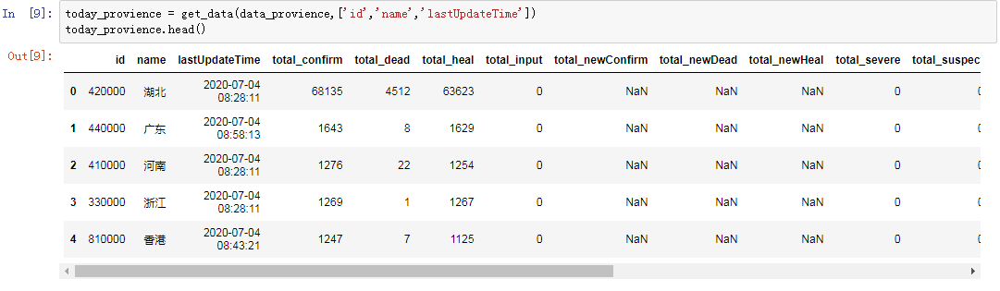 In [9]: today_provience = get_data(data_provience,['id','name','lastUpdateTime'])
today_provience.head()
Out[9]:
id name lastUpdateTime total_confirm total_dead total_heal total_input total_newConfirm total_newDead total_newHeal total_severe total_suspec
0 420000 湖北 2020-07-04 08:28:11 68135 4512 63623 0 NaN NaN NaN 0 0
1 440000 广东 2020-07-04 08:58:13 1643 8 1629 0 NaN NaN NaN 0 0
2 410000 河南 2020-07-04 08:28:11 1276 22 1254 0 NaN NaN NaN 0 0
3 330000 浙江 2020-07-04 08:28:11 1269 1 1267 0 NaN NaN NaN 0 0
4 810000 香港 2020-07-04 08:43:21 1247 7 1125 0 NaN NaN NaN 0 0